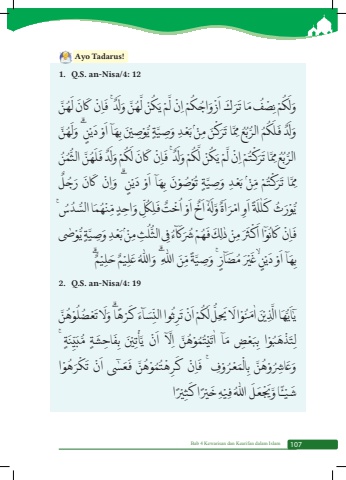 Ayo Tadarus!
1. Q.S. an-Nisa/4: 12
وَلَكُمْ نِصْفُ مَا تَرَكَ اَزْوَاجُكُمْ اِنْ لَّمْ يَكُنْ لَّهُنَّ وَلَدٌ ۚ فَاِنْ كَانَ لَهُنَّ
وَلَدٌ فَلَكُمُ الرُّبُعُ مِمَّا تَرَكْنَ مِنْۢ بَعْدِ وَصِيَّةٍ يُّوْصِيْنَ بِهَآ اَوْ دَيْنٍ ۗ وَلَهُنَّ
الرُّبُعُ مِمَّا تَرَكْتُمْ اِنْ لَّمْ يَكُنْ لَّكُمْ وَلَدٌ ۚ فَاِنْ كَانَ لَكُمْ وَلَدٌ فَلَهُنَّ الثُّمُنُ
مِمَّا تَرَكْتُمْ مِّنْۢ بَعْدِ وَصِيَّةٍ تُوْصُوْنَ بِهَآ اَوْ دَيْنٍ ۗ وَاِنْ كَانَ رَجُلٌ
يُّوْرَثُ كَلٰلَةً اَوِ امْرَاَةٌ وَّلَهٗٓ اَخٌ اَوْ اُخْتٌ فَلِكُلِّ وَاحِدٍ مِّنْهُمَا السُّدُسُ ۚ
فَاِنْ كَانُوْٓا اَكْثَرَ مِنْ ذٰلِكَ فَهُمْ شُرَكَاۤءُ فِى الثُّلُثِ مِنْۢ بَعْدِ وَصِيَّةٍ يُّوْصٰى
بِهَآ اَوْ دَيْنٍۙ غَيْرَ مُضَاۤرٍّ ۚ وَصِيَّةً مِّنَ اللّٰهِ ۗ وَاللّٰهُ عَلِيْمٌ حَلِيْمٌۗ
2. Q.S. an-Nisa/4: 19
يٰٓاَيُّهَا الَّذِيْنَ اٰمَنُوْا لَا يَحِلُّ لَكُمْ اَنْ تَرِثُوا النِّسَاۤءَ كَرْهًا ۗ وَلَا تَعْضُلُوْهُنَّ
لِتَذْهَبُوْا بِبَعْضِ مَآ اٰتَيْتُمُوْهُنَّ اِلَّآ اَنْ يَّأْتِيْنَ بِفَاحِشَةٍ مُّبَيِّنَةٍ ۚ
وَعَاشِرُوْهُنَّ بِالْمَعْرُوْفِ ۚ فَاِنْ كَرِهْتُمُوْهُنَّ فَعَسٰٓى اَنْ تَكْرَهُوْا
شَيْـًٔا وَّيَجْعَلَ اللّٰهُ فِيْهِ خَيْرًا كَثِيْرًا
Bab 4 Kewarisan dan Kearifan dalam Islam 107